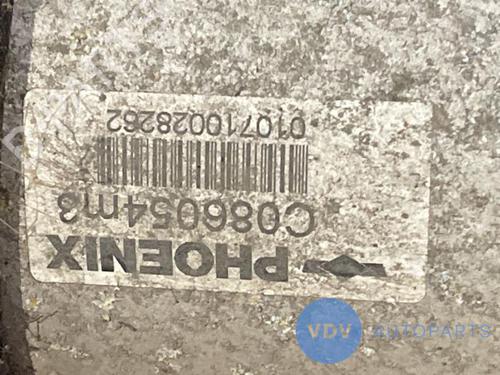 PHOENIX
C086054m3
010710028262
VDV AUTOPARTS